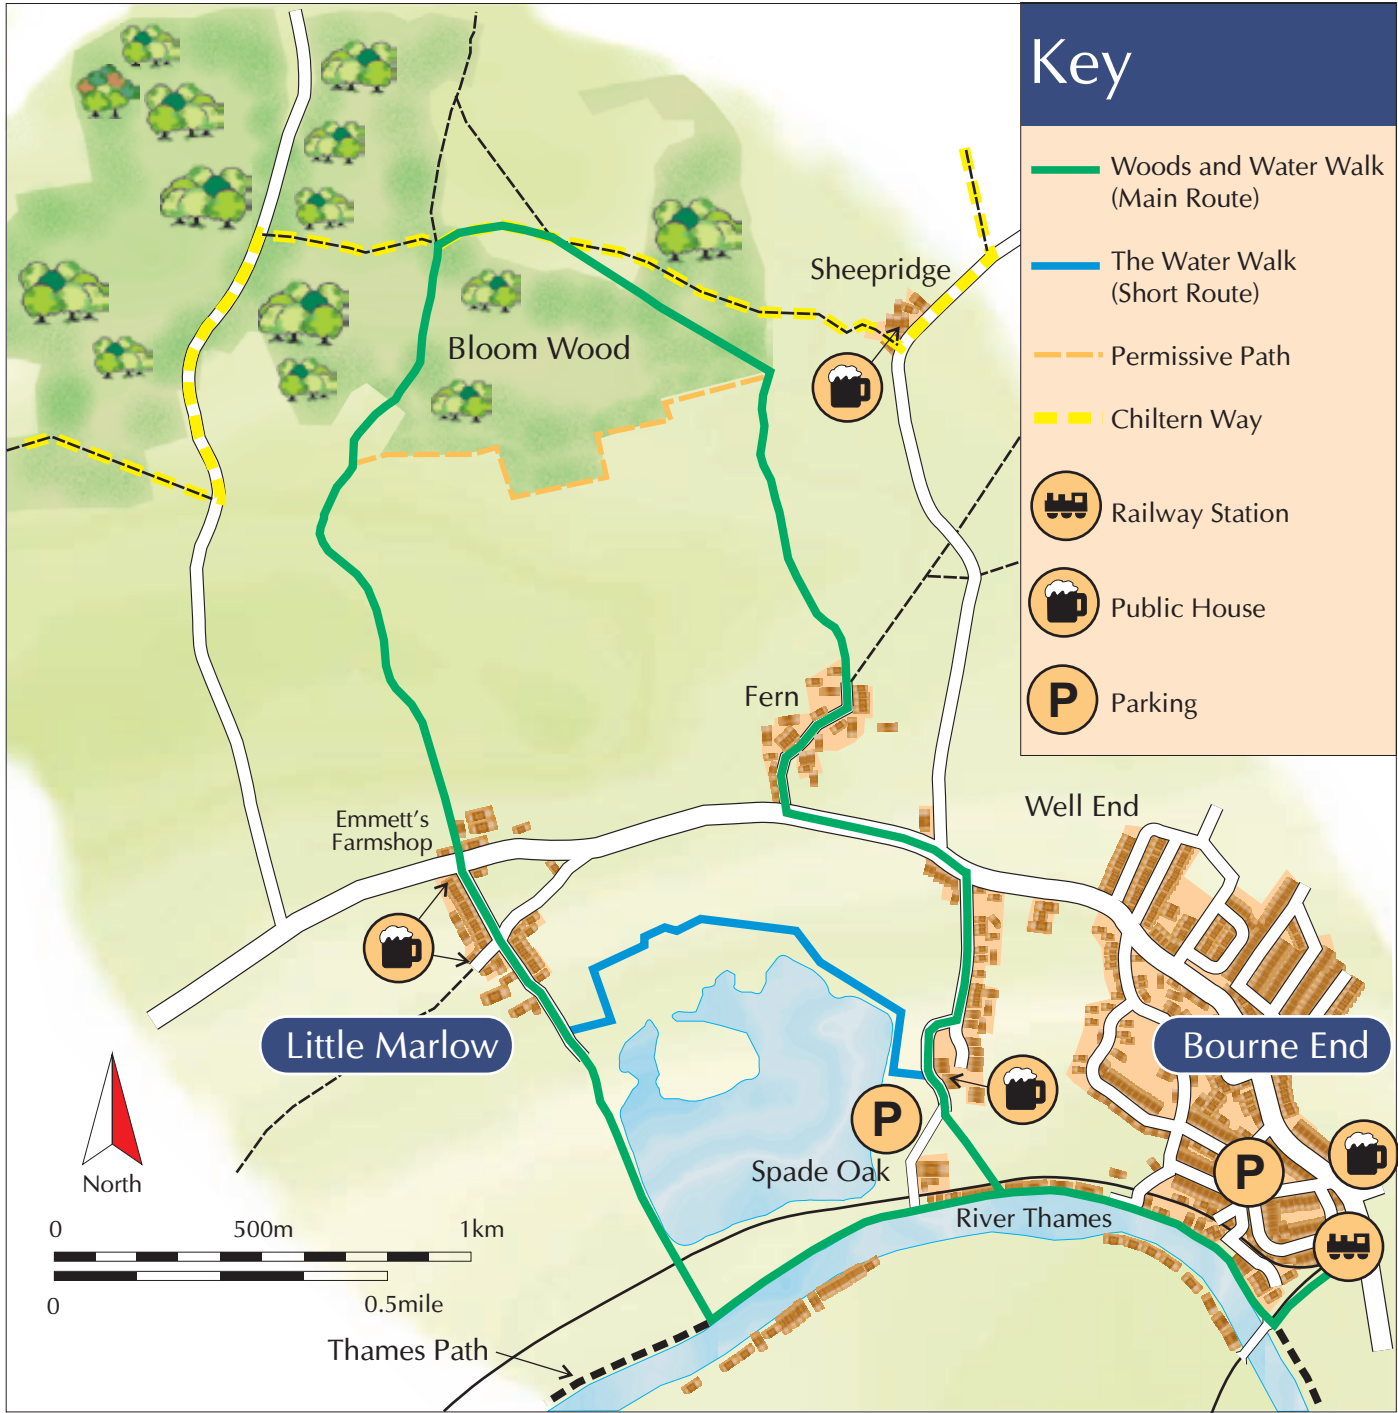 Key
Woods and Water Walk
(Main Route)
The Water Walk
(Short Route)
Permissive Path
Chiltern Way
Railway Station
Public House
P
Parking
Sheepridge
Bloom Wood
Fern
Emmett's
Farmshop
Well End
Little Marlow
Bourne End
P
P
Spade Oak
River Thames
North
0
500m
1km
0
0.5mile
Thames Path